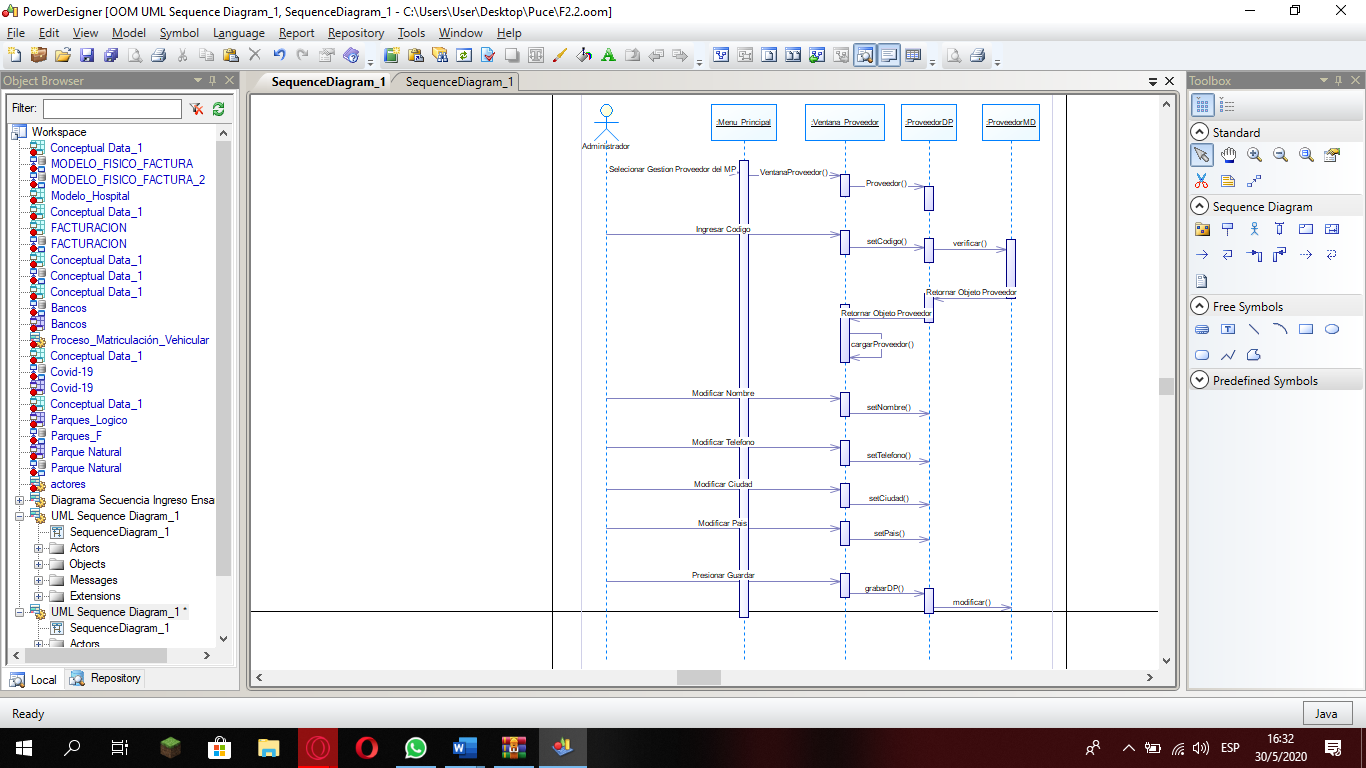 PowerDesigner [OOM UML Sequence Diagram_1, SequenceDiagram_1 - C:\Users\User\Desktop\Puce\F2.2.oom]
File Edit View Model Symbol Language Report Repository Tools Window Help
Object Browser
Filter:
Workspace
Conceptual Data_1
MODELO_FISICO_FACTURA
MODELO_FISICO_FACTURA_2
Modelo_Hospital
Conceptual Data_1
FACTURACION
FACTURACION
Conceptual Data_1
Conceptual Data_1
Conceptual Data_1
Bancos
Bancos
Proceso_Matriculación_Vehicular
Conceptual Data_1
Covid-19
Covid-19
Conceptual Data_1
Parques_Logico
Parques_F
Parque Natural
Parque Natural
actores
Diagrama Secuencia Ingreso Ensa
UML Sequence Diagram_1
SequenceDiagram_1
Actors
Objects
Messages
Extensions
UML Sequence Diagram_1 *
SequenceDiagram_1
Actors
Local Repository
SequenceDiagram_1 SequenceDiagram_1
:Menu_Principal :Ventana_Proveedor :ProveedorDP :ProveedorMD
Administrador
Selecionar Gestion Proveedor del MP VentanaProveedor()
Proveedor()
Ingresar Codigo
setCodigo() verificar()
Retornar Objeto Proveedor
Retornar Objeto Proveedor
cargarProveedor()
Modificar Nombre
setNombre()
Modificar Telefono
setTelefono()
Modificar Ciudad
setCiudad()
Modificar Pais
setPais()
Presionar Guardar
grabarDP()
modificar()
Toolbox
Standard
Sequence Diagram
Free Symbols
Predefined Symbols
Ready
Java
ESP
16:32
30/5/2020